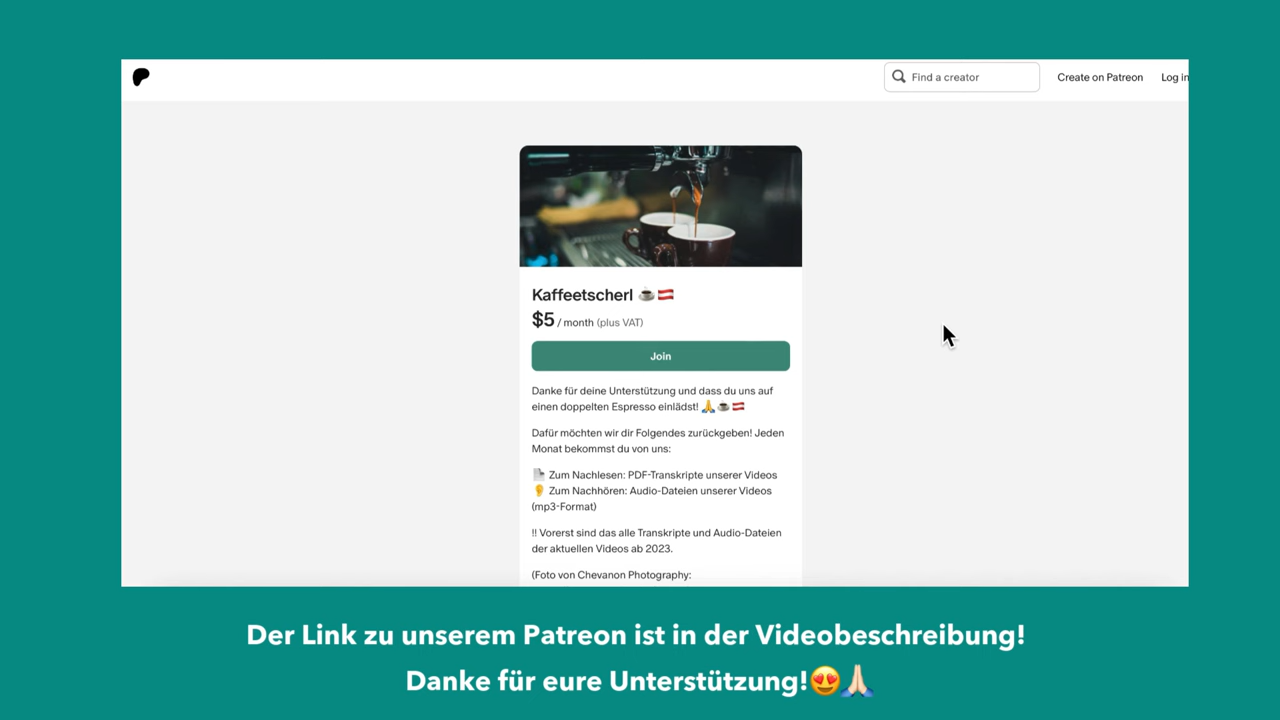 Find a creator
Create on Patreon
Log in
Kaffeetscherl ☕🇦🇹
$5 / month (plus VAT)
Join
Danke für deine Unterstützung und dass du uns auf
einen doppelten Espresso einlädst! 🙏☕🇦🇹
Dafür möchten wir dir Folgendes zurückgeben! Jeden
Monat bekommst du von uns:
📄 Zum Nachlesen: PDF-Transkripte unserer Videos
👂 Zum Nachhören: Audio-Dateien unserer Videos
(mp3-Format)
!! Vorerst sind das alle Transkripte und Audio-Dateien
der aktuellen Videos ab 2023.
(Foto von Chevanon Photography:
Der Link zu unserem Patreon ist in der Videobeschreibung!
Danke für eure Unterstützung!😍🙏🏻